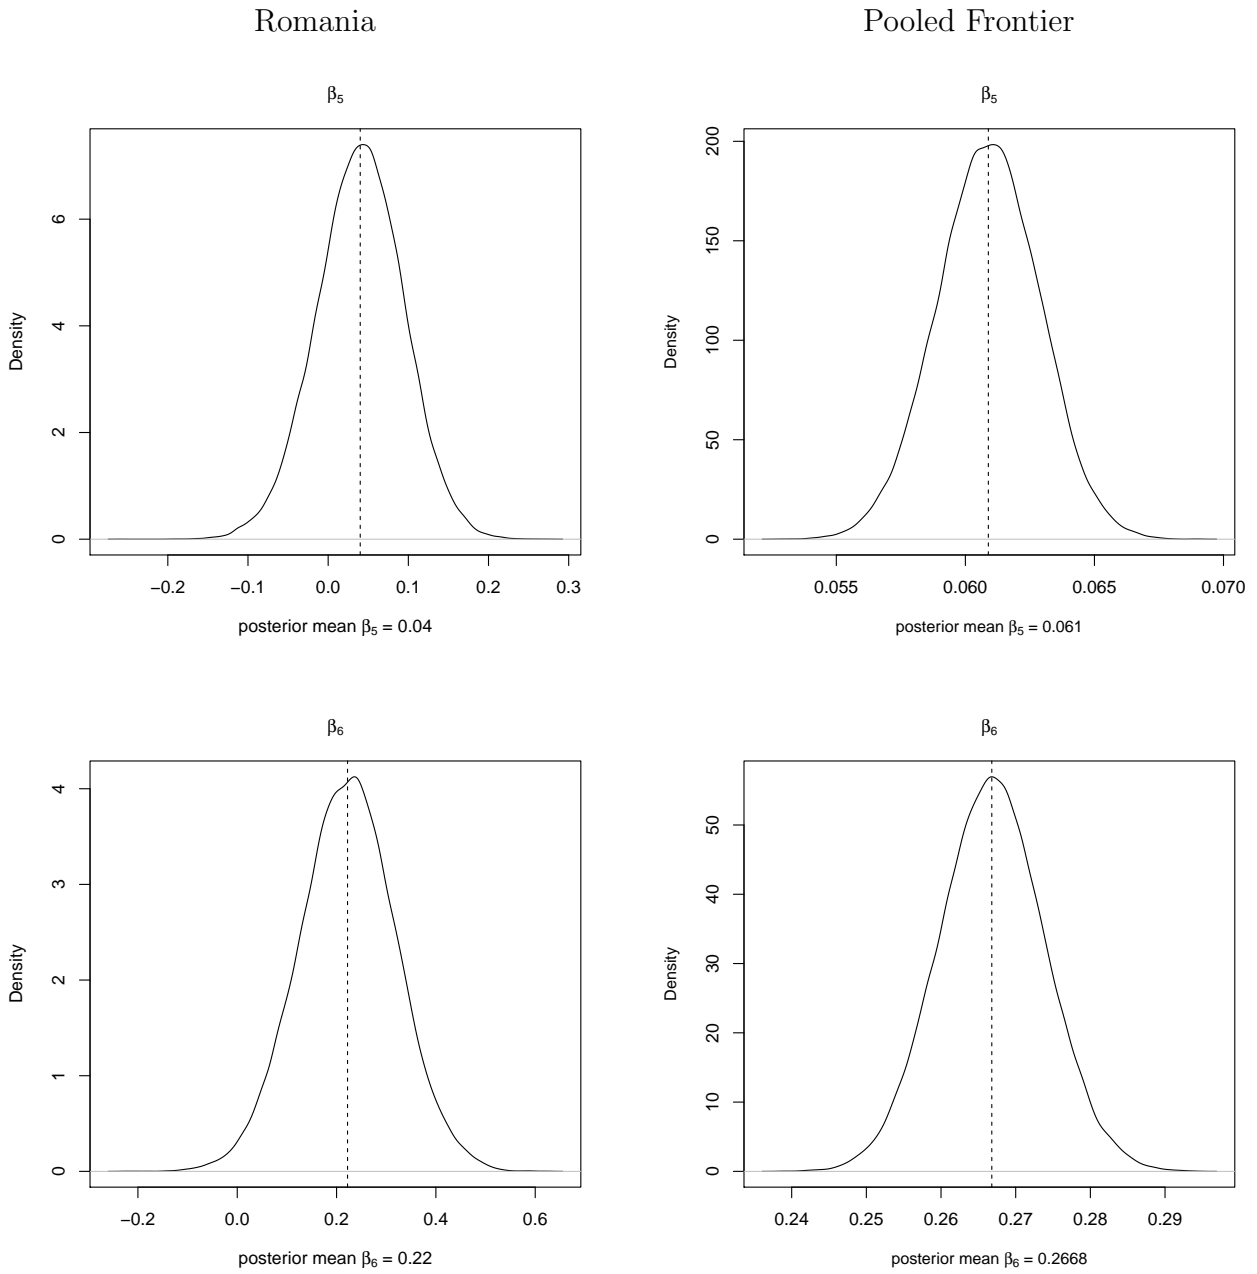 Romania
Pooled Frontier
β5
Density
0
2
4
6
−0.2 −0.1 0.0 0.1 0.2 0.3
posterior mean β5 = 0.04
β5
Density
0
50
100
150
200
0.055 0.060 0.065 0.070
posterior mean β5 = 0.061
β6
Density
0
1
2
3
4
−0.2 0.0 0.2 0.4 0.6
posterior mean β6 = 0.22
β6
Density
0
10
20
30
40
50
0.24 0.25 0.26 0.27 0.28 0.29
posterior mean β6 = 0.2668